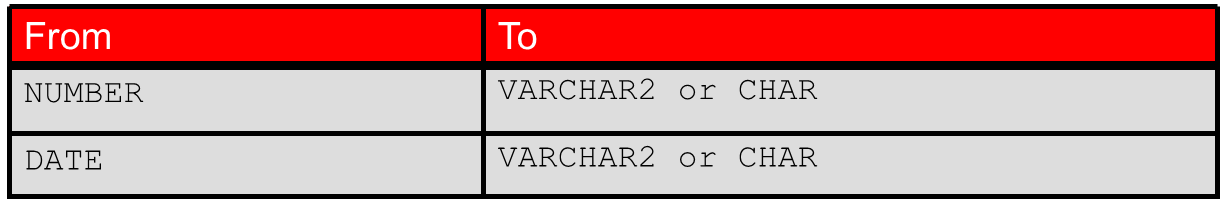 From To
NUMBER VARCHAR2 or CHAR
DATE VARCHAR2 or CHAR